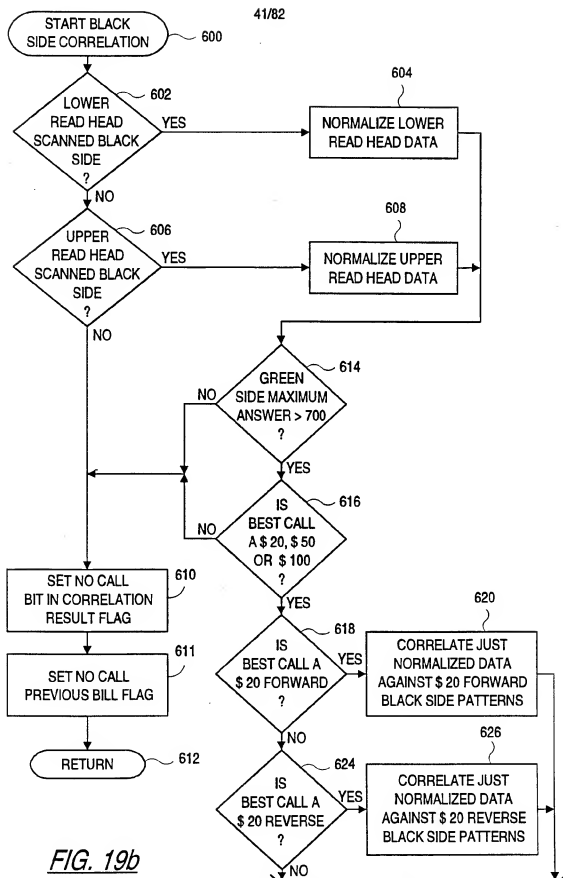 41/82
START BLACK
SIDE CORRELATION
600
602
LOWER
READ HEAD
SCANNED BLACK
SIDE
?
YES
NO
604
NORMALIZE LOWER
READ HEAD DATA
606
UPPER
READ HEAD
SCANNED BLACK
SIDE
?
YES
NO
608
NORMALIZE UPPER
READ HEAD DATA
614
GREEN
SIDE MAXIMUM
ANSWER > 700
?
NO
YES
616
IS
BEST CALL
A $ 20, $ 50
OR $ 100
?
NO
YES
610
SET NO CALL
BIT IN CORRELATION
RESULT FLAG
611
SET NO CALL
PREVIOUS BILL FLAG
RETURN
612
618
IS
BEST CALL A
$ 20 FORWARD
?
YES
NO
620
CORRELATE JUST
NORMALIZED DATA
AGAINST $ 20 FORWARD
BLACK SIDE PATTERNS
624
IS
BEST CALL A
$ 20 REVERSE
?
YES
NO
626
CORRELATE JUST
NORMALIZED DATA
AGAINST $ 20 REVERSE
BLACK SIDE PATTERNS
FIG. 19b